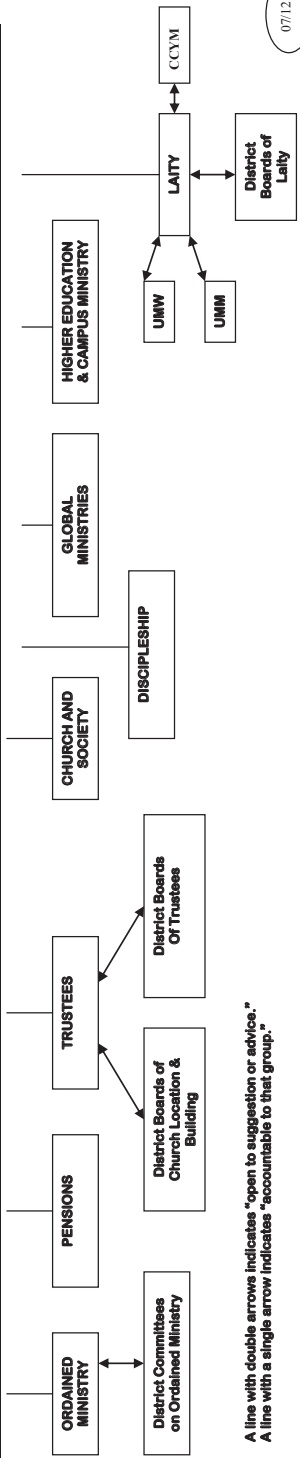 ORDAINED
MINISTRY
PENSIONS
TRUSTEES
CHURCH AND
SOCIETY
GLOBAL
MINISTRIES
HIGHER EDUCATION
& CAMPUS MINISTRY
LAITY
CCYM
DISCIPLESHIP
UMW
UMM
District Committees
on Ordained Ministry
District Boards of
Church Location &
Building
District Boards
Of Trustees
District
Boards of
Laity
A line with double arrows indicates "open to suggestion or advice."
A line with a single arrow indicates "accountable to that group."
07/12